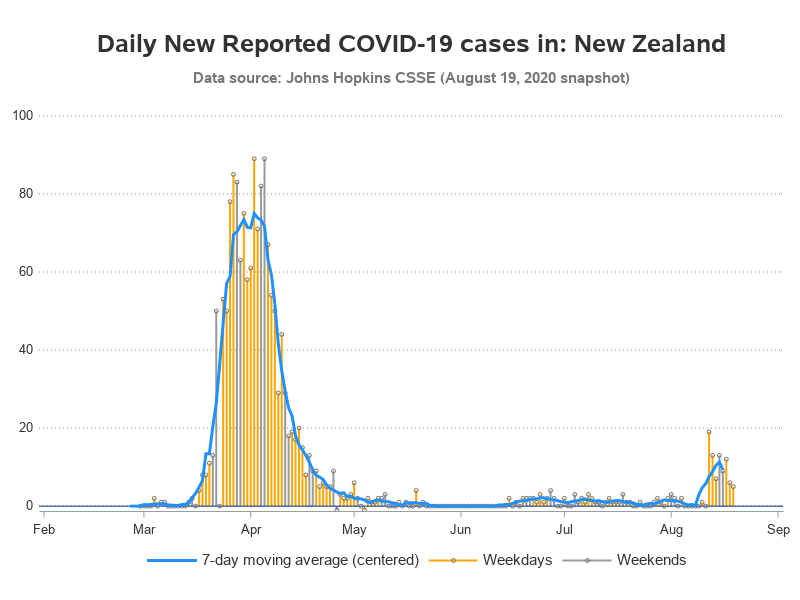 Daily New Reported COVID-19 cases in: New Zealand
Data source: Johns Hopkins CSSE (August 19, 2020 snapshot)
100
80
60
40
20
0
Feb Mar Apr May Jun Jul Aug Sep
7-day moving average (centered) Weekdays Weekends